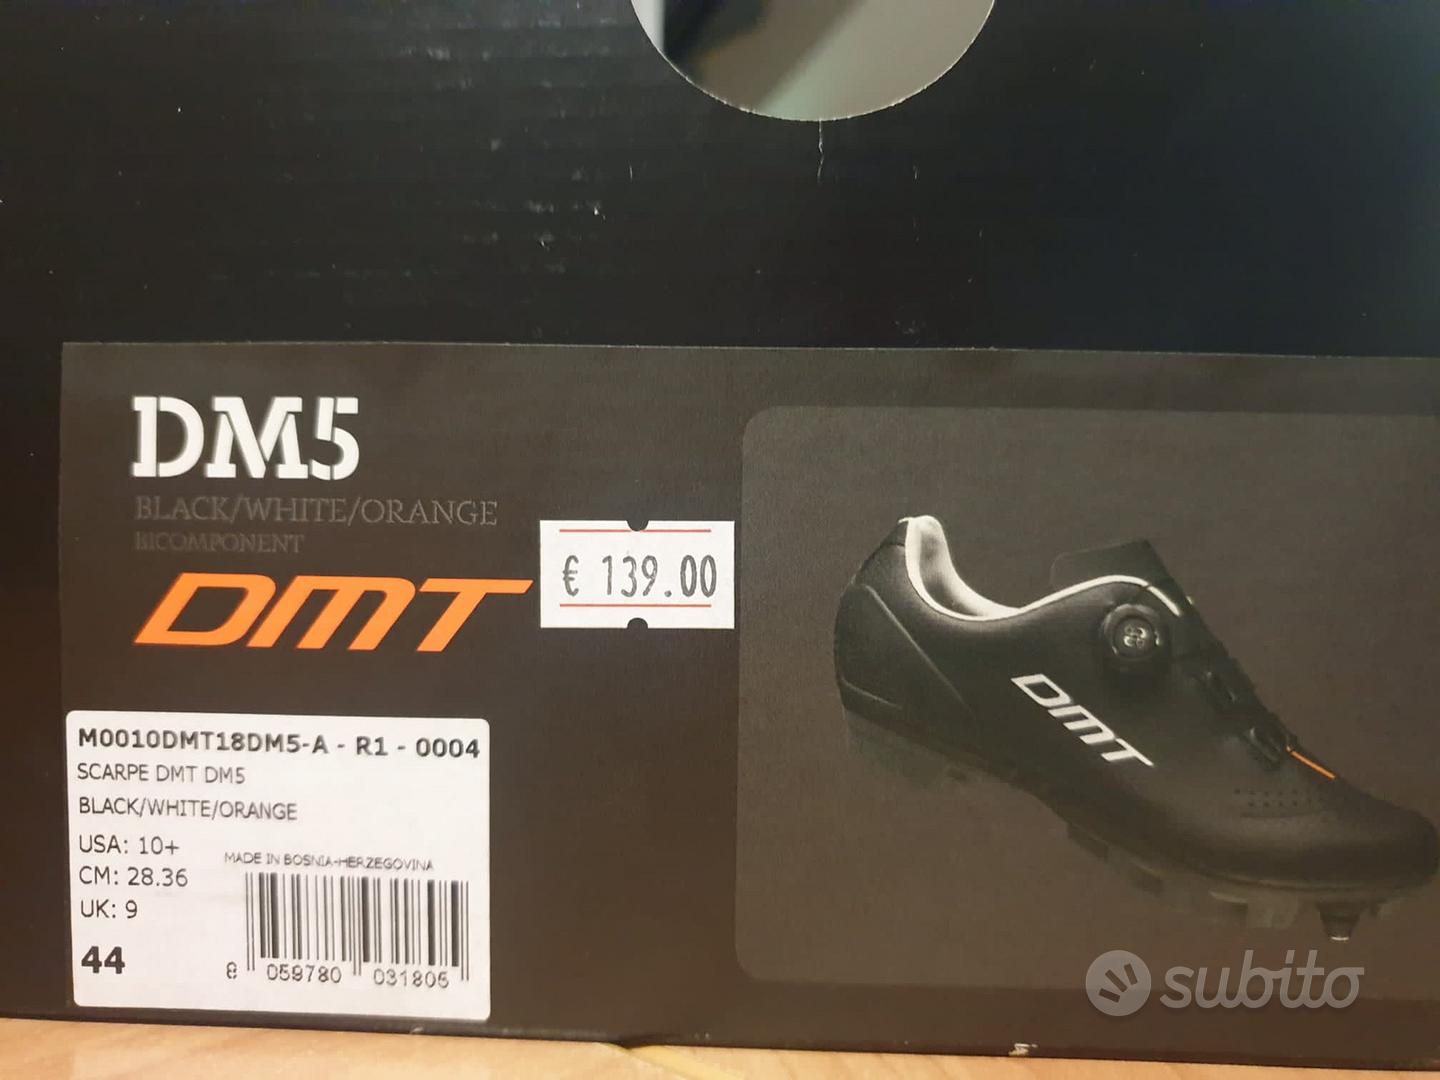 DM5
BLACK/WHITE/ORANGE
BICOMPONENT
DMT
€ 139.00
M0010DMT18DM5-A - R1 - 0004
SCARPE DMT DM5
BLACK/WHITE/ORANGE
USA: 10+
CM: 28.36
UK: 9
44
MADE IN BOSNIA-HERZEGOVINA
8 059780 031805
DMT
subito